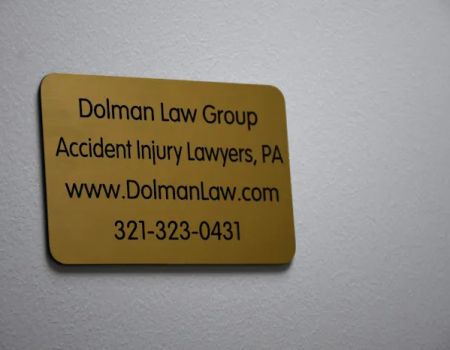 Dolman Law Group
Accident Injury Lawyers, PA
www.DolmanLaw.com
321-323-0431